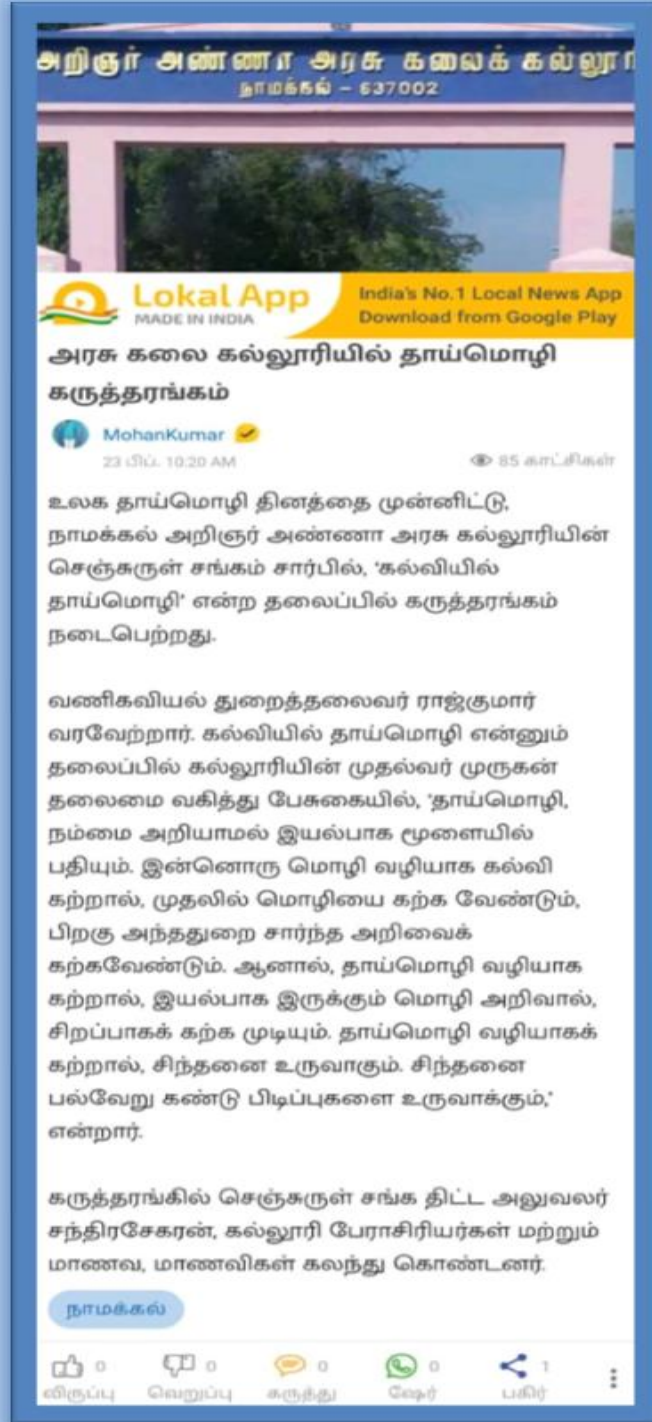 அறிஞர் அண்ணா அரசு கலைக் கல்லூரி
நாமக்கல் - 637002
Lokal App
MADE IN INDIA
India's No.1 Local News App
Download from Google Play
அரசு கலை கல்லூரியில் தாய்மொழி
கருத்தரங்கம்
MohanKumar
23 பிப். 10:20 AM
85 காட்சிகள்
உலக தாய்மொழி தினத்தை முன்னிட்டு,
நாமக்கல் அறிஞர் அண்ணா அரசு கல்லூரியின்
செஞ்சுருள் சங்கம் சார்பில், 'கல்வியில்
தாய்மொழி' என்ற தலைப்பில் கருத்தரங்கம்
நடைபெற்றது.
வணிகவியல் துறைத்தலைவர் ராஜ்குமார்
வரவேற்றார். கல்வியில் தாய்மொழி என்னும்
தலைப்பில் கல்லூரியின் முதல்வர் முருகன்
தலைமை வகித்து பேசுகையில், 'தாய்மொழி,
நம்மை அறியாமல் இயல்பாக மூளையில்
பதியும். இன்னொரு மொழி வழியாக கல்வி
கற்றால், முதலில் மொழியை கற்க வேண்டும்,
பிறகு அந்ததுறை சார்ந்த அறிவைக்
கற்கவேண்டும். ஆனால், தாய்மொழி வழியாக
கற்றால், இயல்பாக இருக்கும் மொழி அறிவால்,
சிறப்பாகக் கற்க முடியும். தாய்மொழி வழியாகக்
கற்றால், சிந்தனை உருவாகும். சிந்தனை
பல்வேறு கண்டு பிடிப்புகளை உருவாக்கும்,'
என்றார்.
கருத்தரங்கில் செஞ்சுருள் சங்க திட்ட அலுவலர்
சந்திரசேகரன், கல்லூரி பேராசிரியர்கள் மற்றும்
மாணவ, மாணவிகள் கலந்து கொண்டனர்.
நாமக்கல்
0 0 0 0 1
விருப்பு வெறுப்பு கருத்து ஷேர் பகிர்